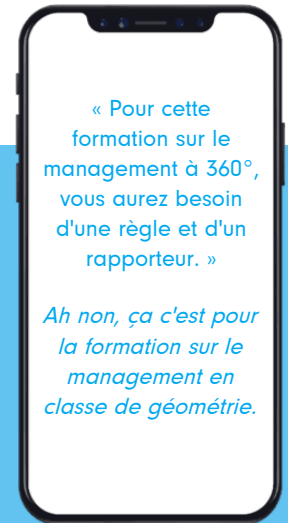 « Pour cette
formation sur le
management à 360°,
vous aurez besoin
d'une règle et d'un
rapporteur. »
Ah non, ça c'est pour
la formation sur le
management en
classe de géométrie.